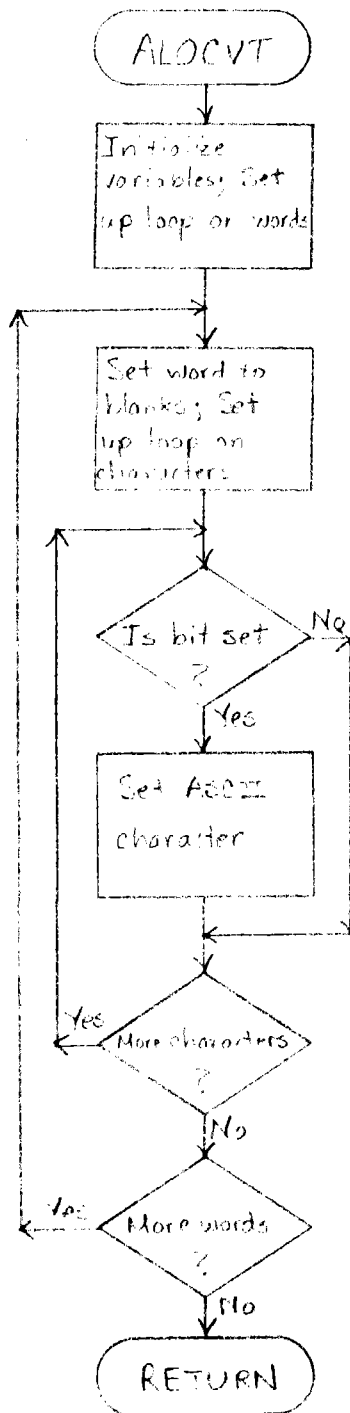 ALOCVT
Initialize
variables; Set
up loop on words
Set word to
blanks; Set
up loop on
characters
Is bit set
?
No
Yes
Set ASCII
character
Yes
More characters
?
No
Yes
More words
?
No
RETURN